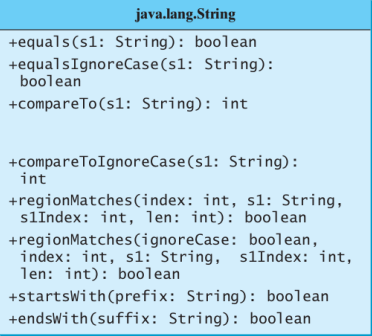 java.lang.String
+equals(s1: String): boolean
+equalsIgnoreCase(s1: String):
boolean
+compareTo(s1: String): int
+compareToIgnoreCase(s1: String):
int
+regionMatches(index: int, s1: String,
s1Index: int, len: int): boolean
+regionMatches(ignoreCase: boolean,
index: int, s1: String, s1Index: int,
len: int): boolean
+startsWith(prefix: String): boolean
+endsWith(suffix: String): boolean